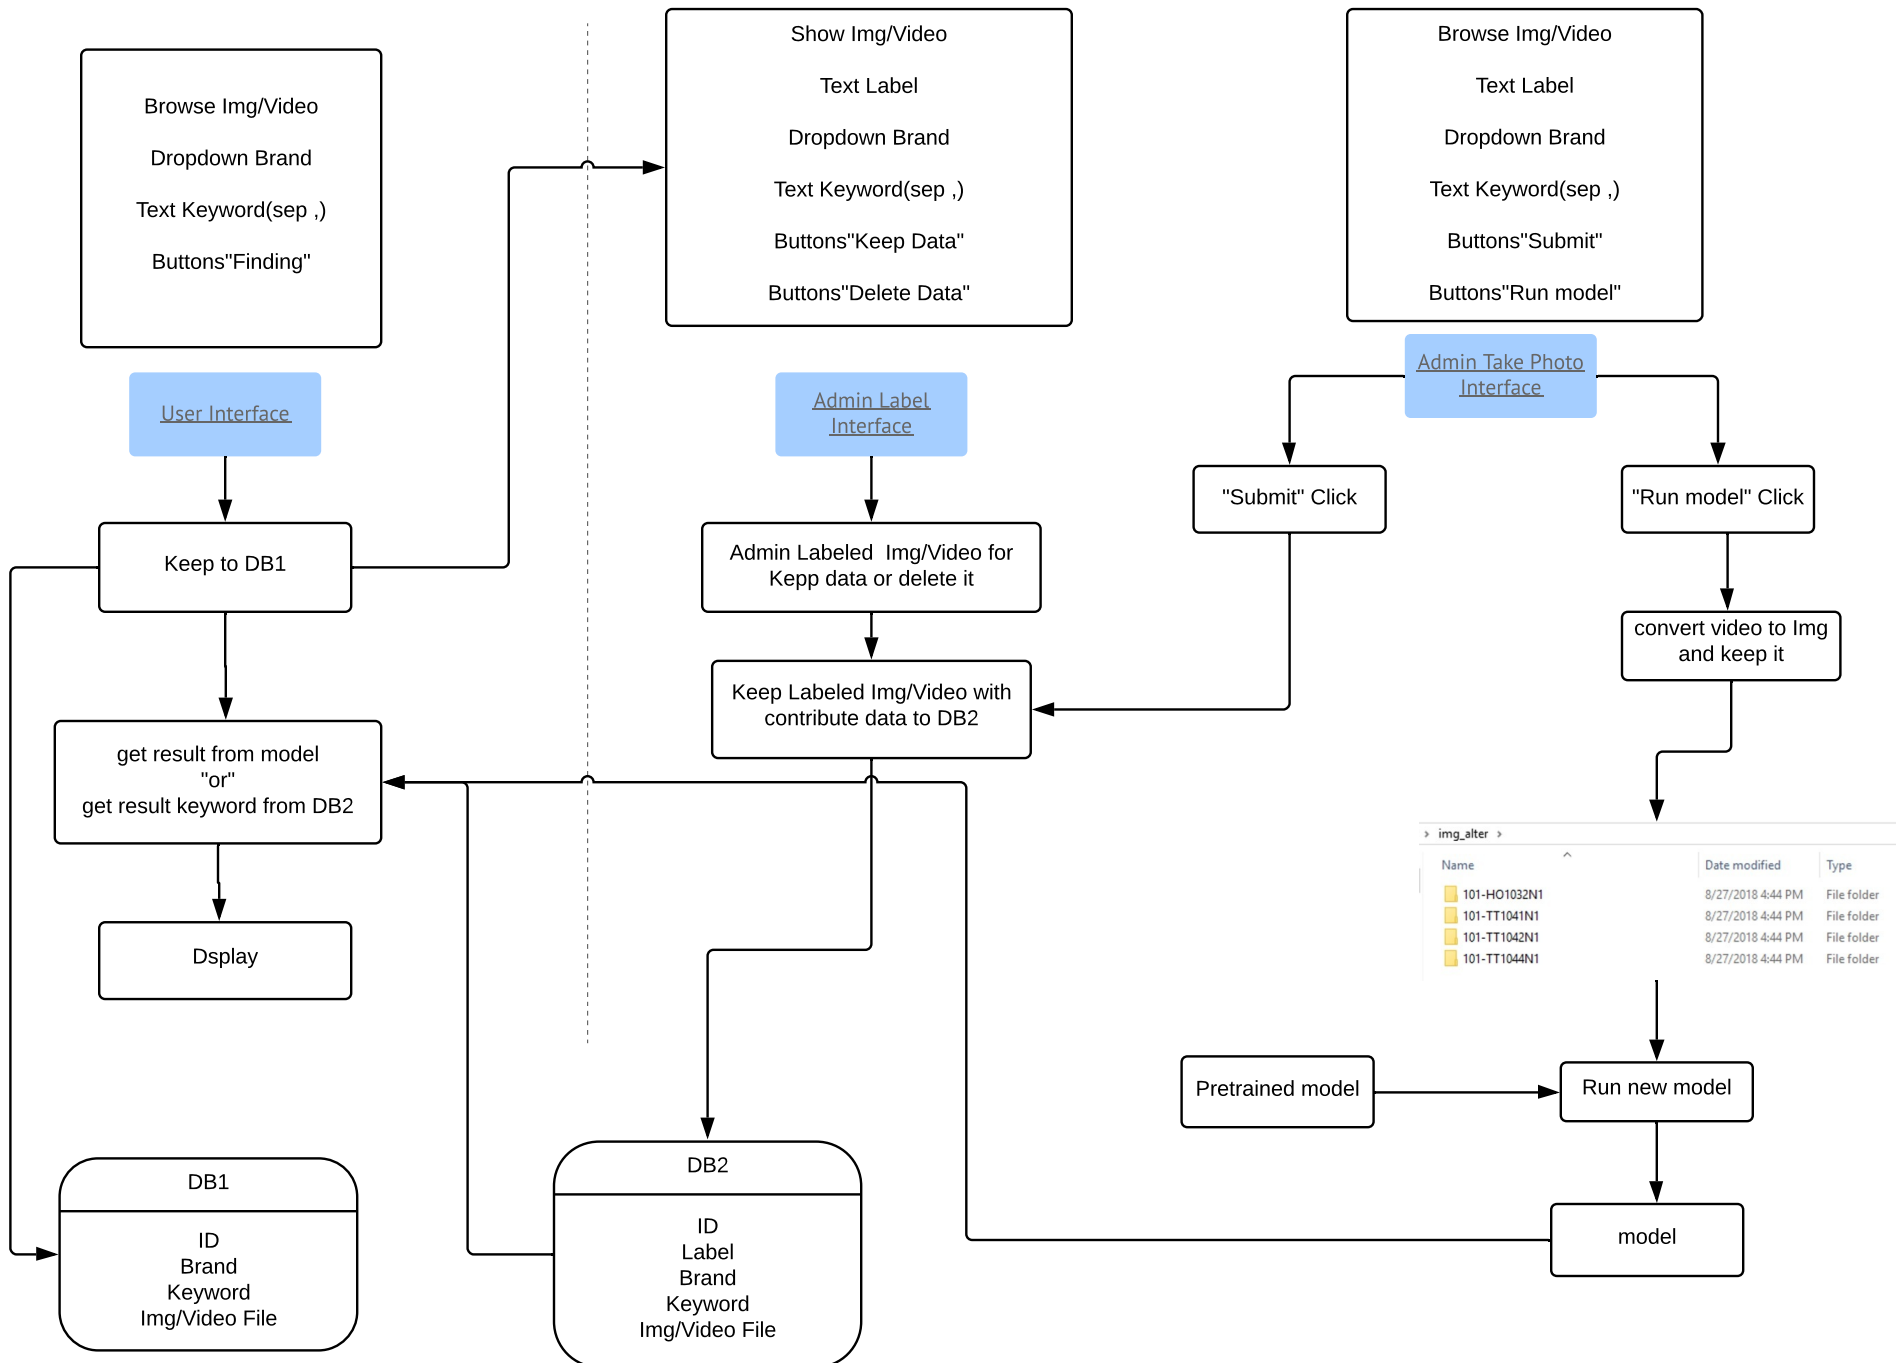 Browse Img/Video
Dropdown Brand
Text Keyword(sep ,)
Buttons"Finding"
User Interface
Keep to DB1
get result from model
"or"
get result keyword from DB2
Dsplay
DB1
ID
Brand
Keyword
Img/Video File
Show Img/Video
Text Label
Dropdown Brand
Text Keyword(sep ,)
Buttons"Keep Data"
Buttons"Delete Data"
Admin Label
Interface
Admin Labeled  Img/Video for
Kepp data or delete it
Keep Labeled Img/Video with
contribute data to DB2
DB2
ID
Label
Brand
Keyword
Img/Video File
Browse Img/Video
Text Label
Dropdown Brand
Text Keyword(sep ,)
Buttons"Submit"
Buttons"Run model"
Admin Take Photo
Interface
"Submit" Click
"Run model" Click
convert video to Img
and keep it
img_alter
Name Date modified Type
101-HO1032N1 8/27/2018 4:44 PM File folder
101-TT1041N1 8/27/2018 4:44 PM File folder
101-TT1042N1 8/27/2018 4:44 PM File folder
101-TT1044N1 8/27/2018 4:44 PM File folder
Pretrained model
Run new model
model